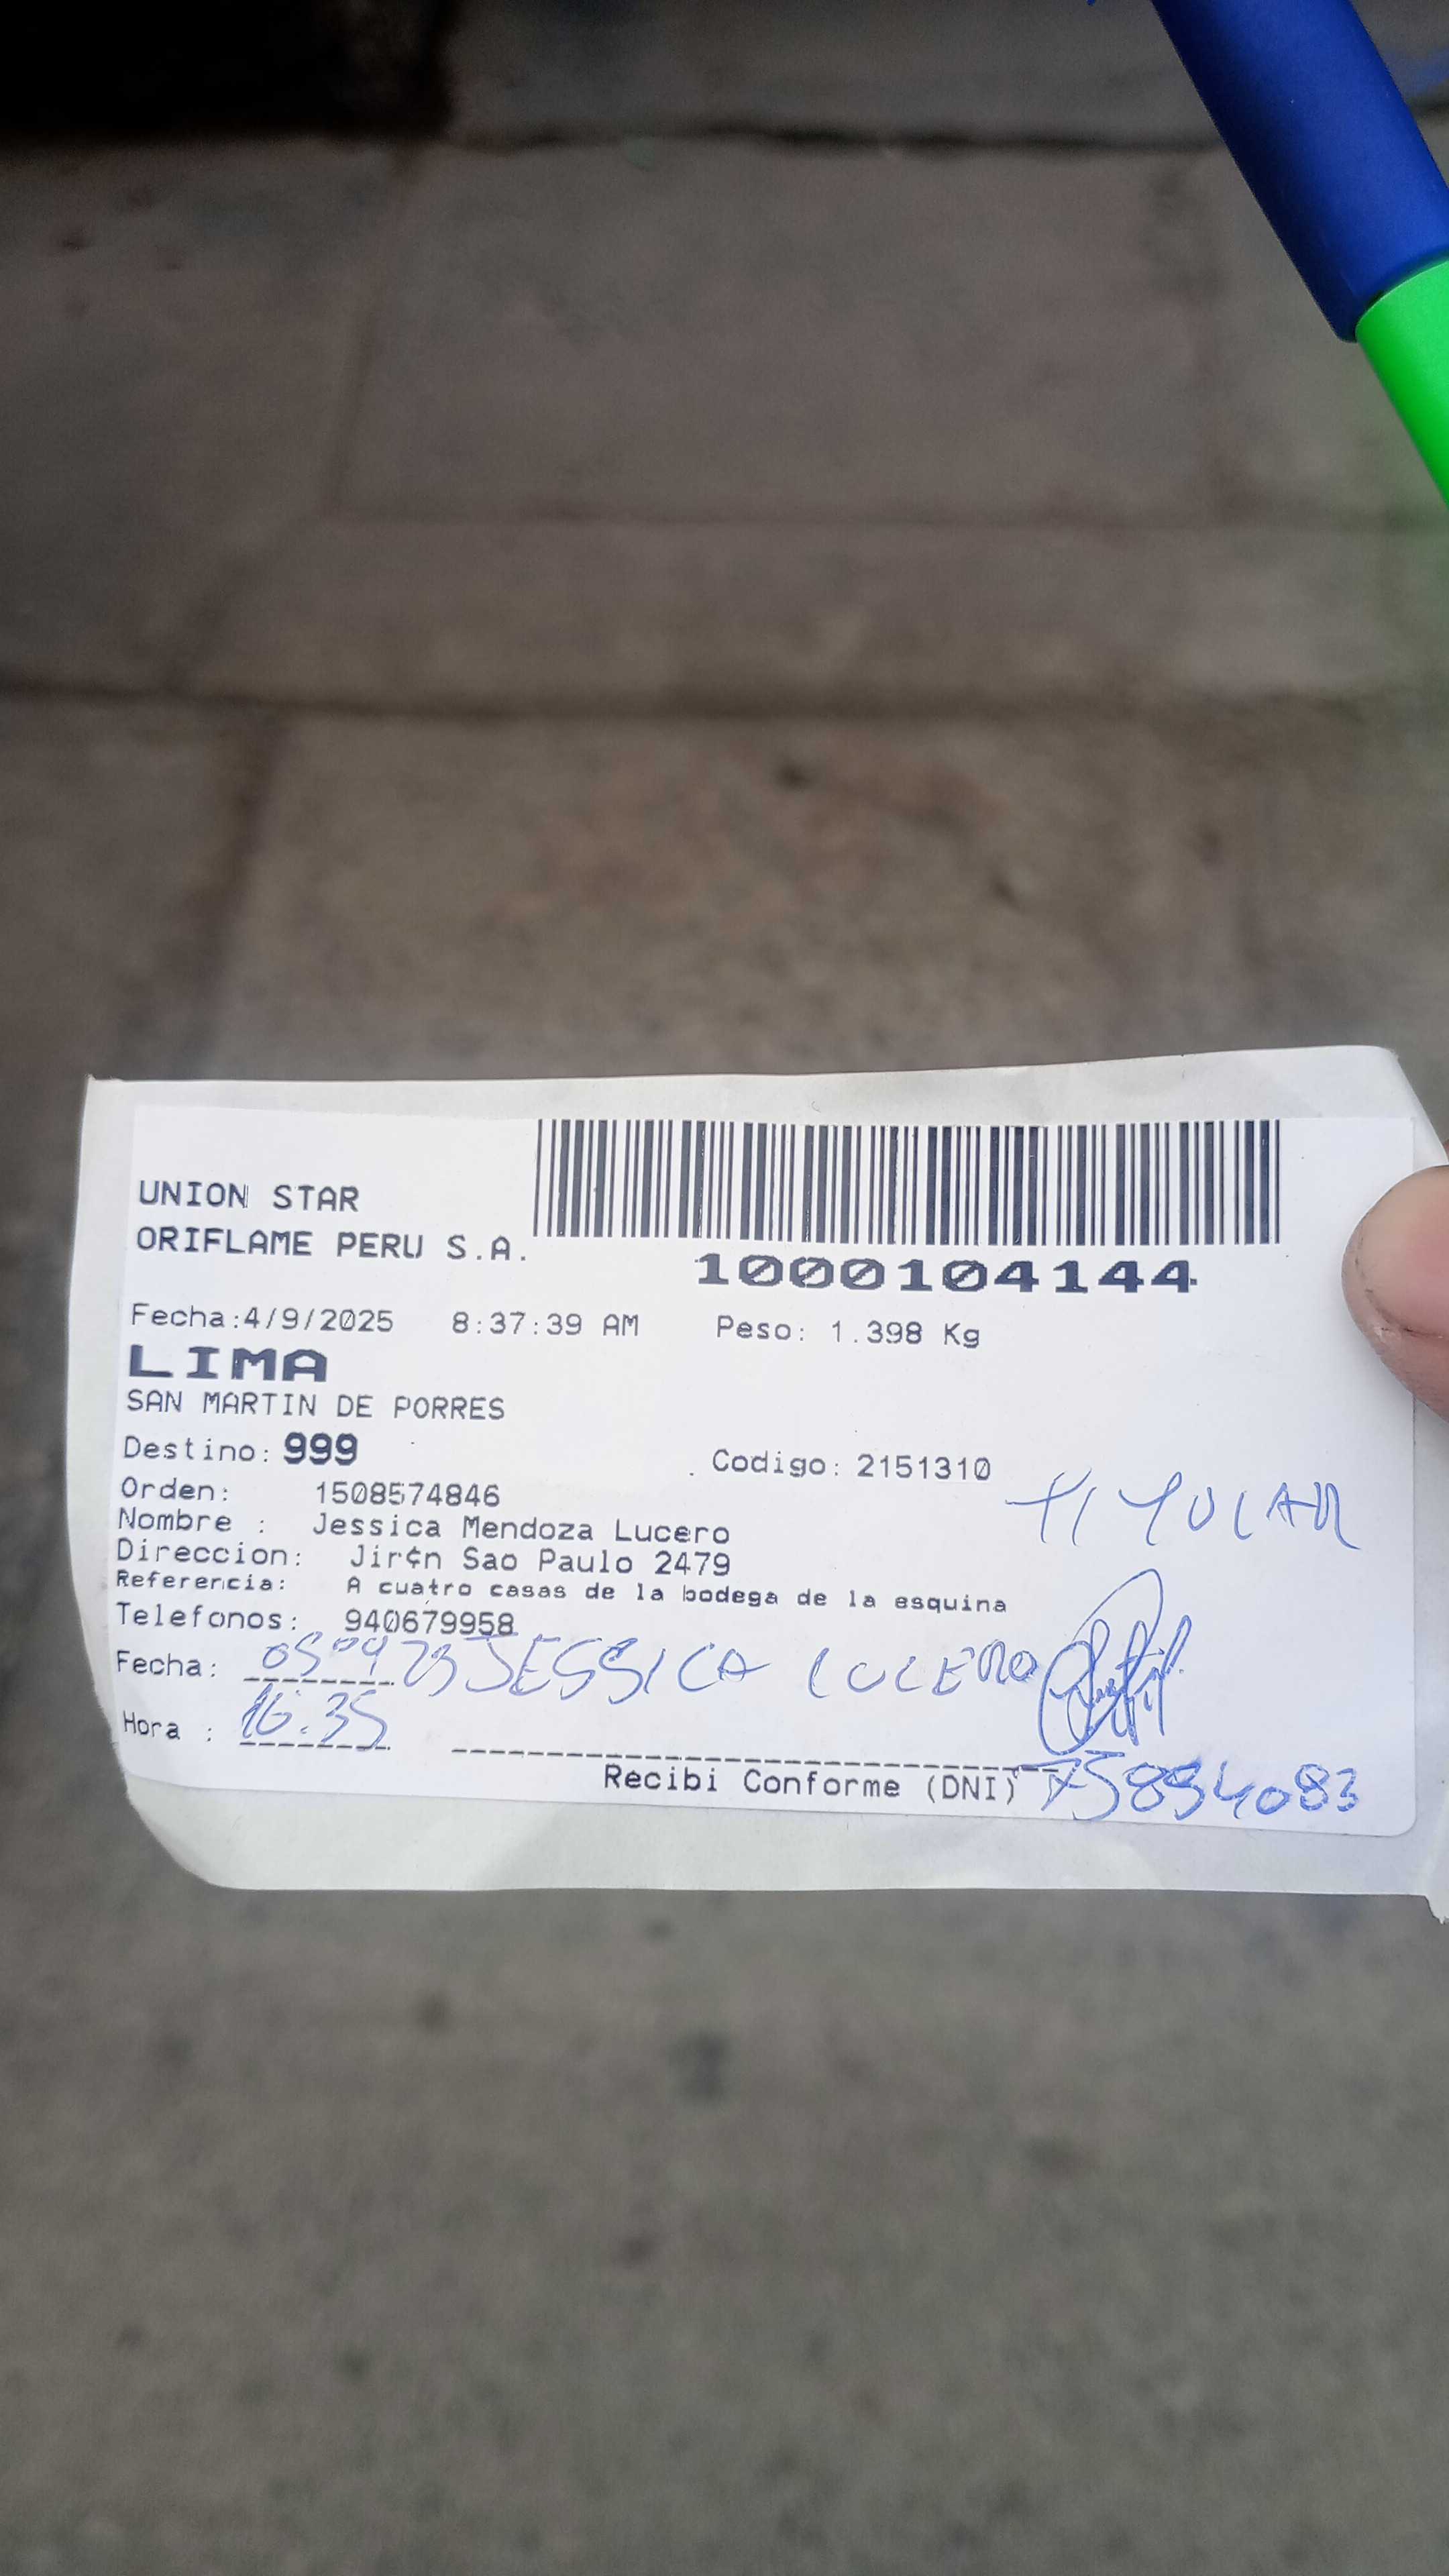 UNION STAR
ORIFLAME PERU S.A.
1000104144
Fecha:4/9/2025 8:37:39 AM Peso: 1.398 Kg
LIMA
SAN MARTIN DE PORRES
Destino: 999 Codigo: 2151310
TITULAR
Orden: 1508574846
Nombre : Jessica Mendoza Lucero
Direccion: Jir¢n Sao Paulo 2479
Referencia: A cuatro casas de la bodega de la esquina
Telefonos: 940679958
Fecha: JESSICA LUCERO
Hora : 16:35
Recibi Conforme (DNI) 75894083